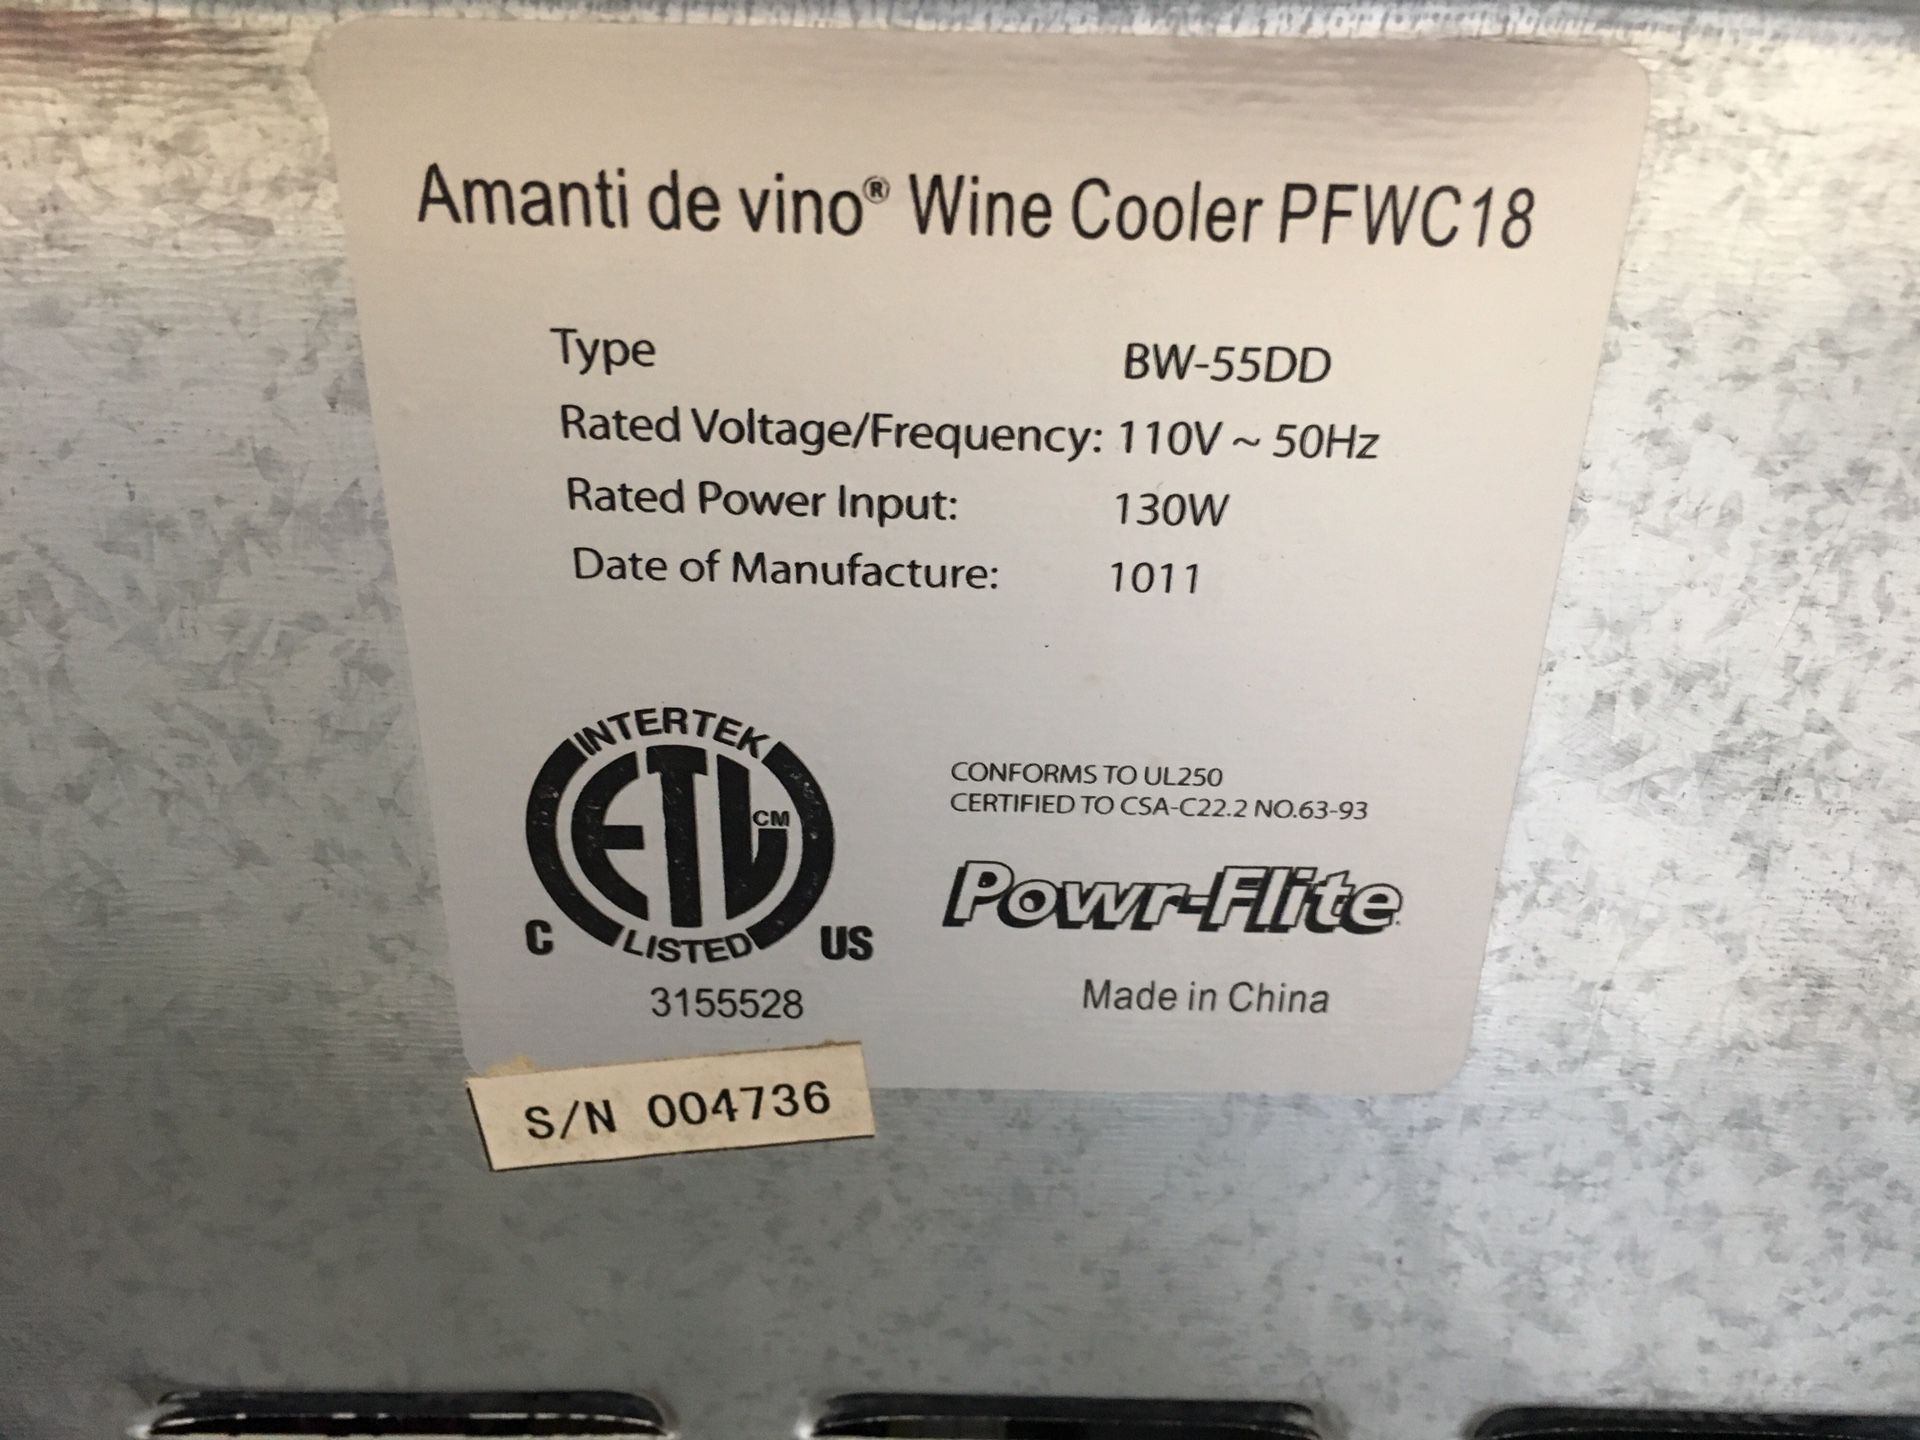 Amanti de vino® Wine Cooler PFWC18
Type BW-55DD
Rated Voltage/Frequency: 110V ~ 50Hz
Rated Power Input: 130W
Date of Manufacture: 1011
INTERTEK
ETL CM
LISTED
C US
3155528
CONFORMS TO UL250
CERTIFIED TO CSA-C22.2 NO.63-93
Powr-Flite
Made in China
S/N 004736